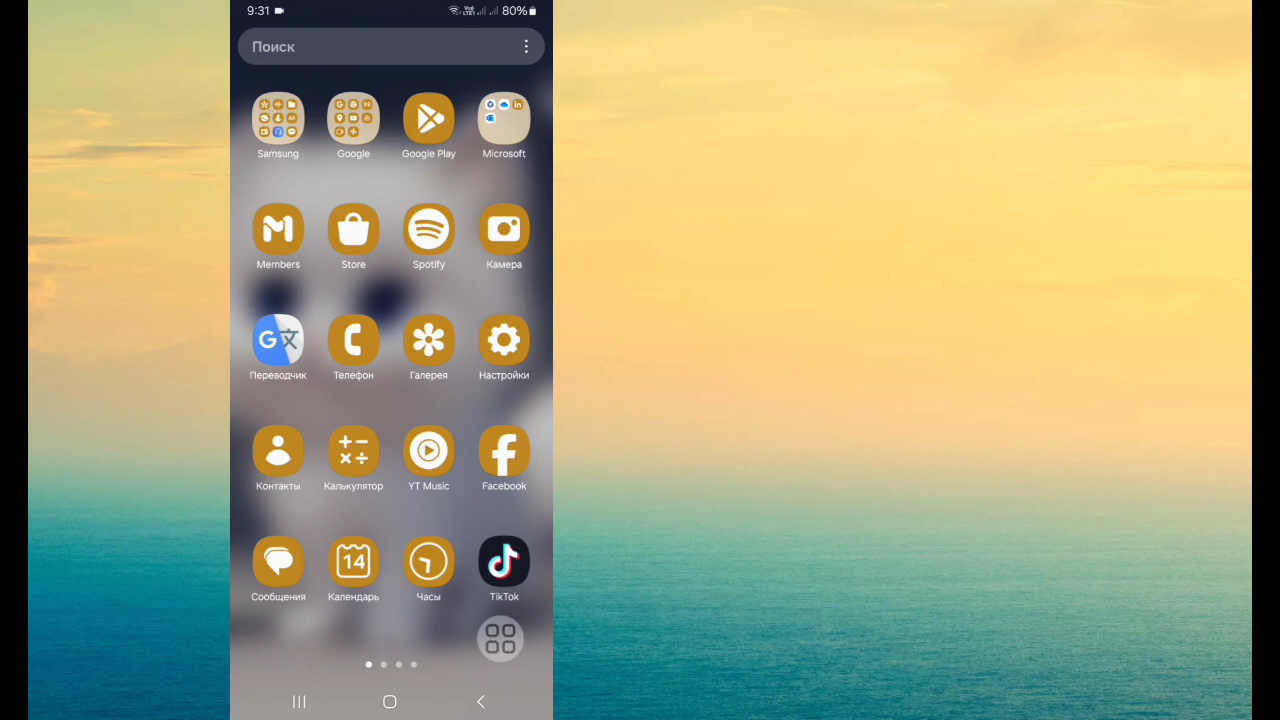 9:31 80%
Поиск
Samsung Google Google Play Microsoft
Members Store Spotify Камера
Переводчик Телефон Галерея Настройки
Контакты Калькулятор YT Music Facebook
14
Сообщения Календарь Часы TikTok